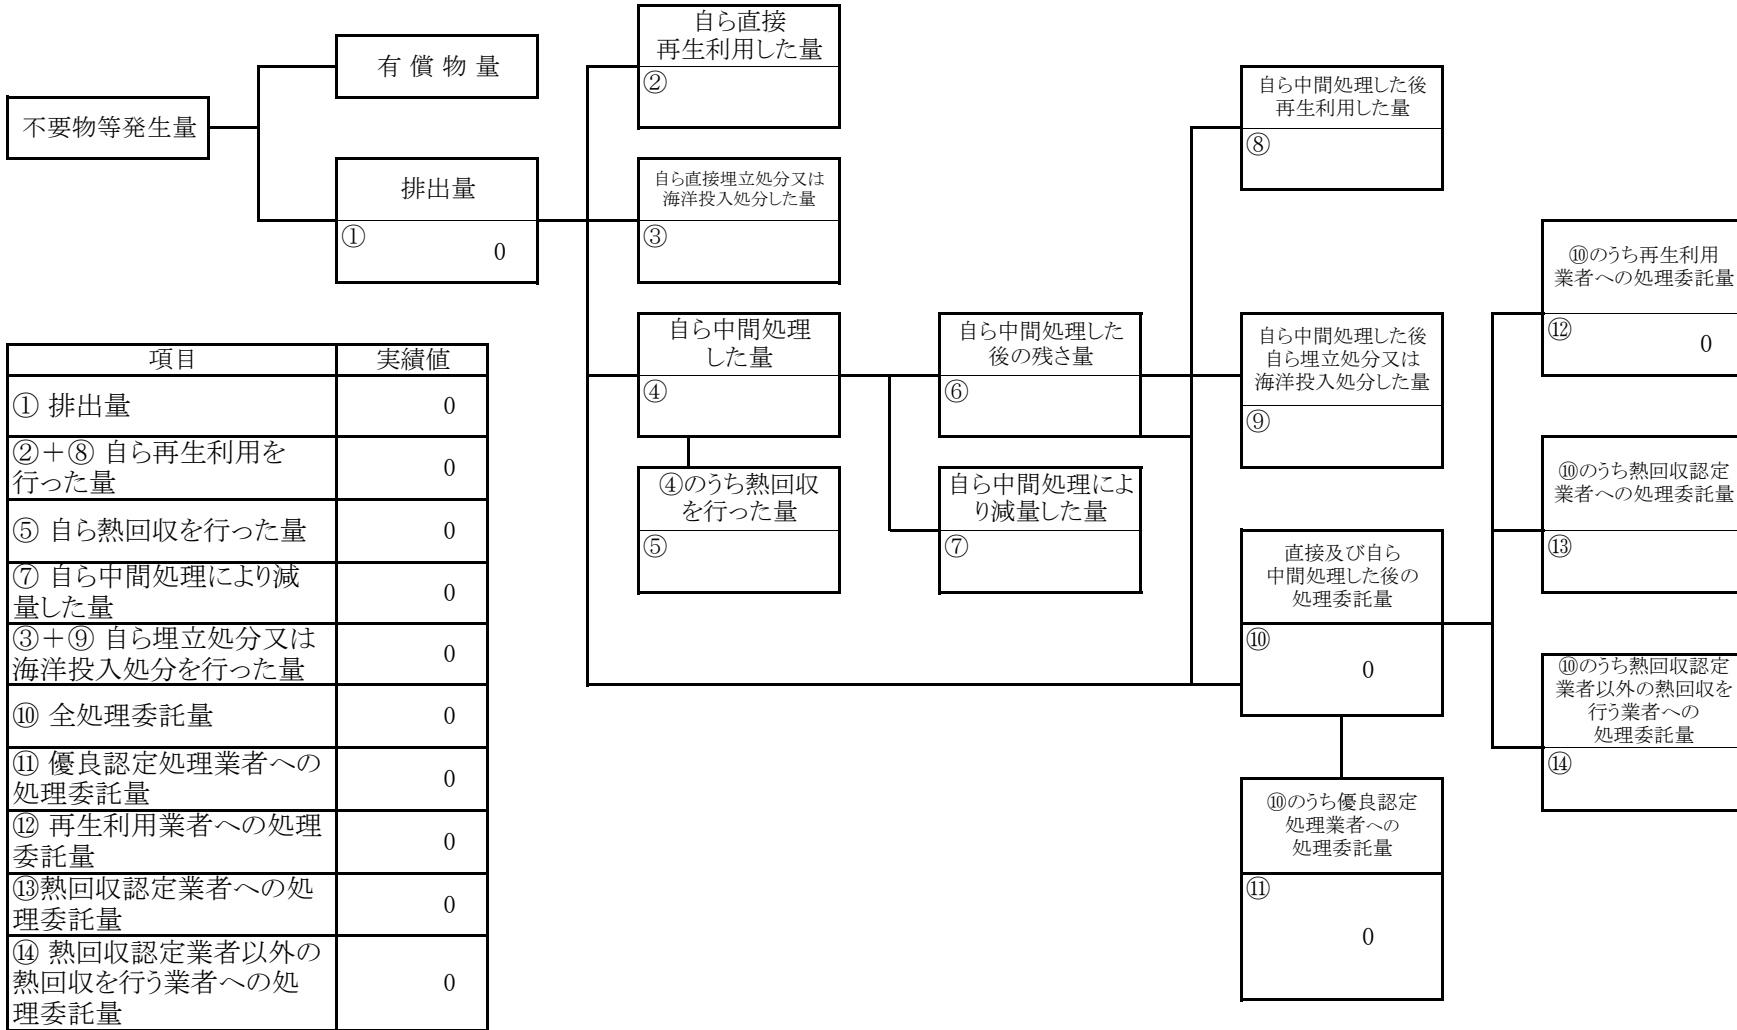 不要物等発生量
有 償 物 量
排出量
①
0
自ら直接
再生利用した量
②
自ら直接埋立処分又は
海洋投入処分した量
③
自ら中間処理
した量
④
④のうち熱回収
を行った量
⑤
自ら中間処理した
後の残さ量
⑥
自ら中間処理によ
り減量した量
⑦
自ら中間処理した後
再生利用した量
⑧
自ら中間処理した後
自ら埋立処分又は
海洋投入処分した量
⑨
直接及び自ら
中間処理した後の
処理委託量
⑩
0
⑩のうち優良認定
処理業者への
処理委託量
⑪
0
⑩のうち再生利用
業者への処理委託量
⑫
0
⑩のうち熱回収認定
業者への処理委託量
⑬
⑩のうち熱回収認定
業者以外の熱回収を
行う業者への
処理委託量
⑭
項目 実績値
① 排出量 0
②＋⑧ 自ら再生利用を
行った量 0
⑤ 自ら熱回収を行った量 0
⑦ 自ら中間処理により減
量した量 0
③＋⑨ 自ら埋立処分又は
海洋投入処分を行った量 0
⑩ 全処理委託量 0
⑪ 優良認定処理業者への
処理委託量 0
⑫ 再生利用業者への処理
委託量 0
⑬熱回収認定業者への処
理委託量 0
⑭ 熱回収認定業者以外の
熱回収を行う業者への処
理委託量 0